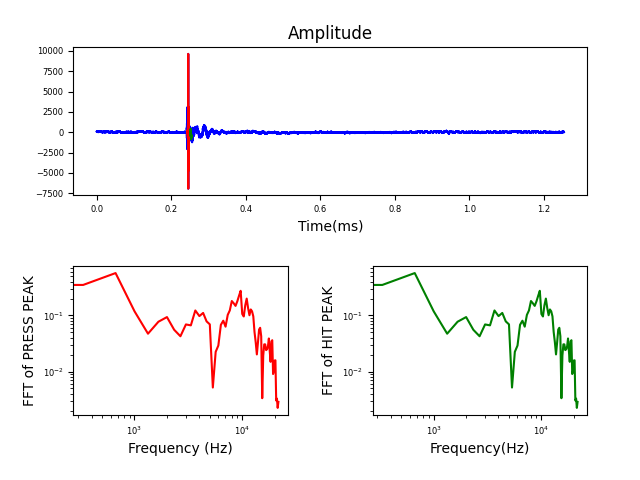 Amplitude
10000
7500
5000
2500
0
−2500
−5000
−7500
0.0 0.2 0.4 0.6 0.8 1.0 1.2
Time(ms)
FFT of PRESS PEAK
10⁻¹
10⁻²
10³ 10⁴
Frequency (Hz)
FFT of HIT PEAK
10⁻¹
10⁻²
10³ 10⁴
Frequency(Hz)